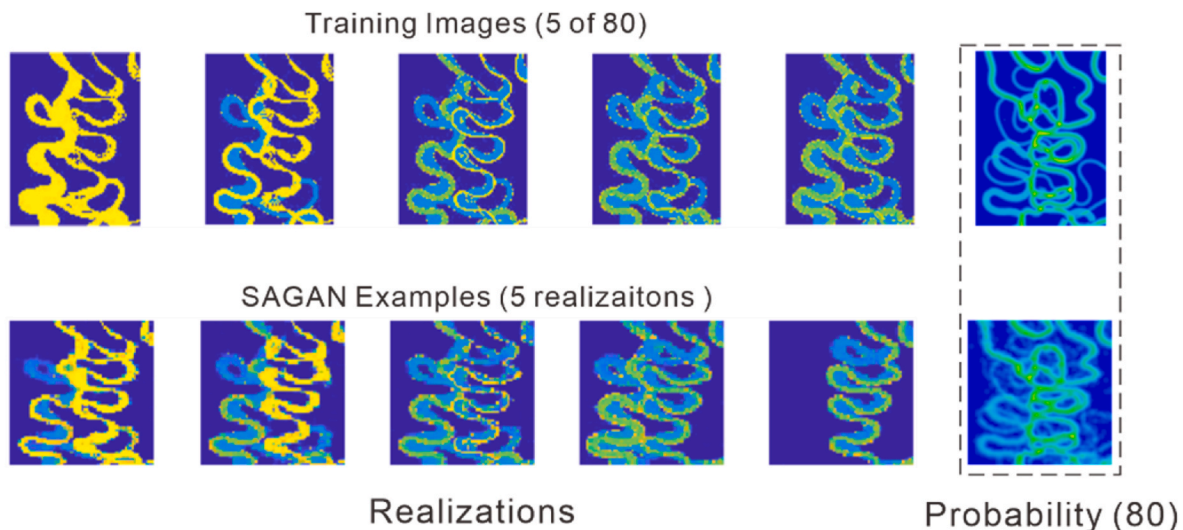 Training Images (5 of 80)
SAGAN Examples (5 realizaitons )
Realizations
Probability (80)